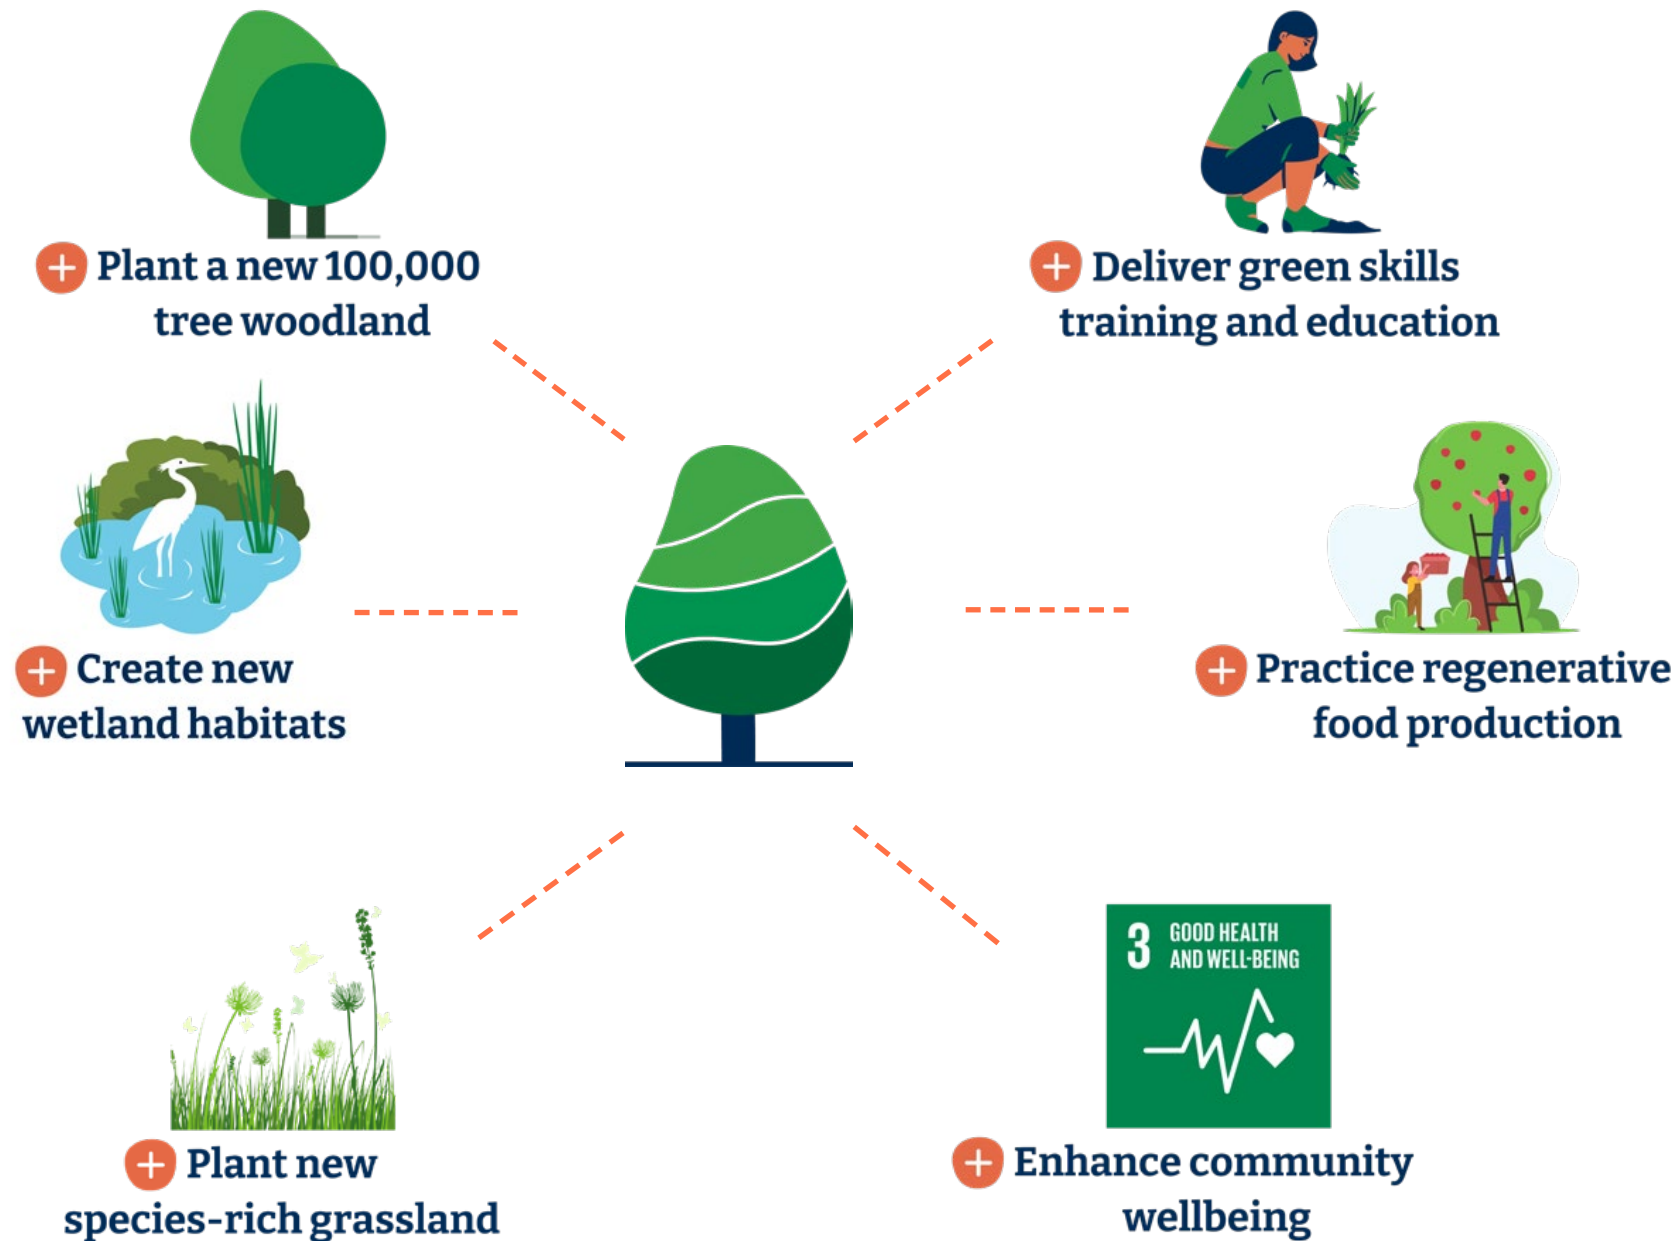 Plant a new 100,000
tree woodland
Deliver green skills
training and education
Create new
wetland habitats
Practice regenerative
food production
3 GOOD HEALTH
AND WELL-BEING
Plant new
species-rich grassland
Enhance community
wellbeing